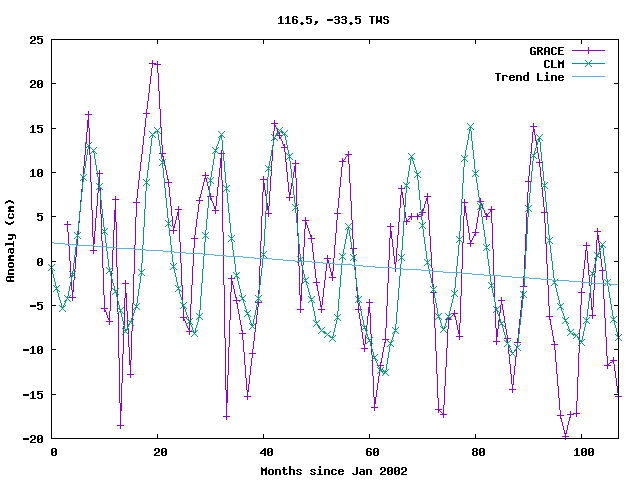 116.5, -33.5 TWS
GRACE
CLM
Trend Line
25
20
15
10
5
0
-5
-10
-15
-20
Anomaly (cm)
0 20 40 60 80 100
Months since Jan 2002